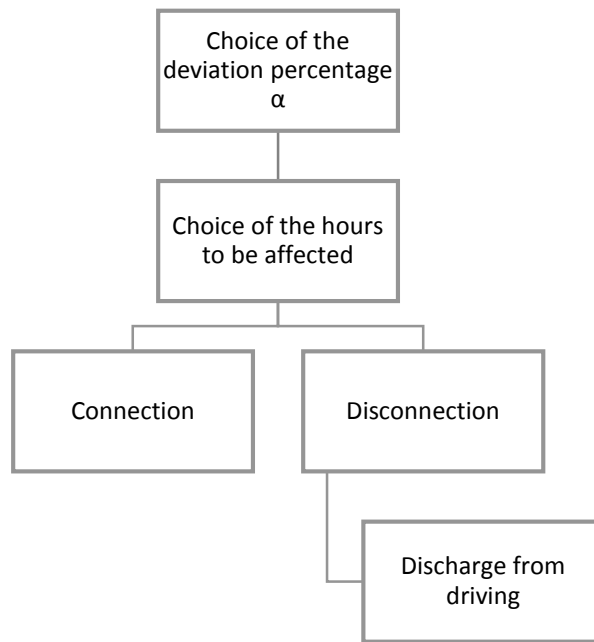 Choice of the
deviation percentage
α
Choice of the hours
to be affected
Connection
Disconnection
Discharge from
driving